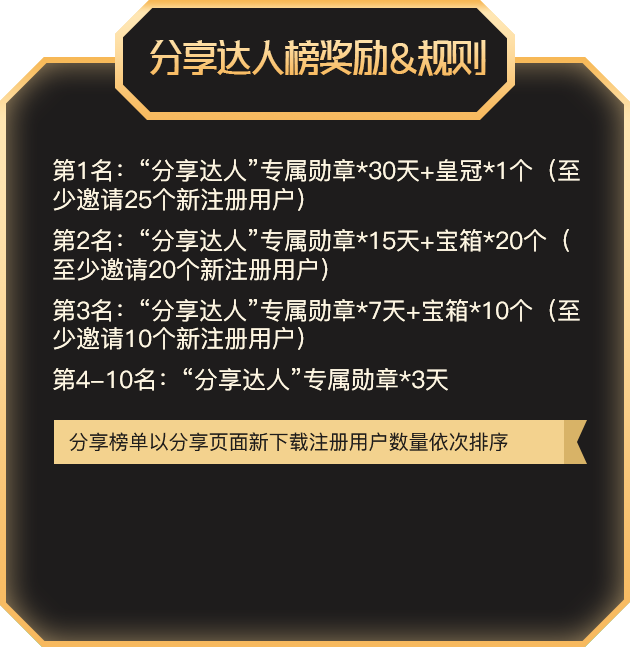 分享达人榜奖励&规则
第1名：“分享达人”专属勋章*30天+皇冠*1个（至
少邀请25个新注册用户）
第2名：“分享达人”专属勋章*15天+宝箱*20个（
至少邀请20个新注册用户）
第3名：“分享达人”专属勋章*7天+宝箱*10个（至
少邀请10个新注册用户）
第4-10名：“分享达人”专属勋章*3天
分享榜单以分享页面新下载注册用户数量依次排序